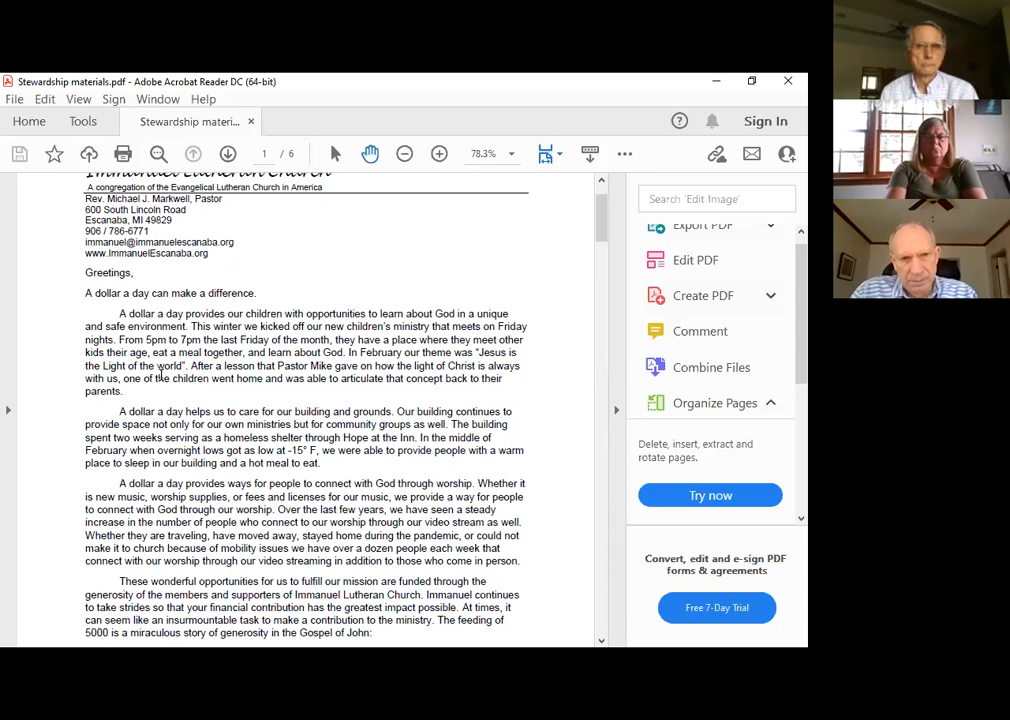 Stewardship materials.pdf - Adobe Acrobat Reader DC (64-bit)
File Edit View Sign Window Help
Home Tools Stewardship materi... × Sign In
1 / 6 78.3%
Immanuel Lutheran Church
A congregation of the Evangelical Lutheran Church in America
Rev. Michael J. Markwell, Pastor
600 South Lincoln Road
Escanaba, MI 49829
906 / 786-6771
immanuel@immanuelescanaba.org
www.ImmanuelEscanaba.org
Greetings,
A dollar a day can make a difference.
A dollar a day provides our children with opportunities to learn about God in a unique
and safe environment. This winter we kicked off our new children's ministry that meets on Friday
nights. From 5pm to 7pm the last Friday of the month, they have a place where they meet other
kids their age, eat a meal together, and learn about God. In February our theme was "Jesus is
the Light of the world". After a lesson that Pastor Mike gave on how the light of Christ is always
with us, one of the children went home and was able to articulate that concept back to their
parents.
A dollar a day helps us to care for our building and grounds. Our building continues to
provide space not only for our own ministries but for community groups as well. The building
spent two weeks serving as a homeless shelter through Hope at the Inn. In the middle of
February when overnight lows got as low at -15° F, we were able to provide people with a warm
place to sleep in our building and a hot meal to eat.
A dollar a day provides ways for people to connect with God through worship. Whether it
is new music, worship supplies, or fees and licenses for our music, we provide a way for people
to connect with God through our worship. Over the last few years, we have seen a steady
increase in the number of people who connect to our worship through our video stream as well.
Whether they are traveling, have moved away, stayed home during the pandemic, or could not
make it to church because of mobility issues we have over a dozen people each week that
connect with our worship through our video streaming in addition to those who come in person.
These wonderful opportunities for us to fulfill our mission are funded through the
generosity of the members and supporters of Immanuel Lutheran Church. Immanuel continues
to take strides so that your financial contribution has the greatest impact possible. At times, it
can seem like an insurmountable task to make a contribution to the ministry. The feeding of
5000 is a miraculous story of generosity in the Gospel of John:
Search 'Edit Image'
Export PDF
Edit PDF
Create PDF
Comment
Combine Files
Organize Pages
Delete, insert, extract and
rotate pages.
Try now
Convert, edit and e-sign PDF
forms & agreements
Free 7-Day Trial